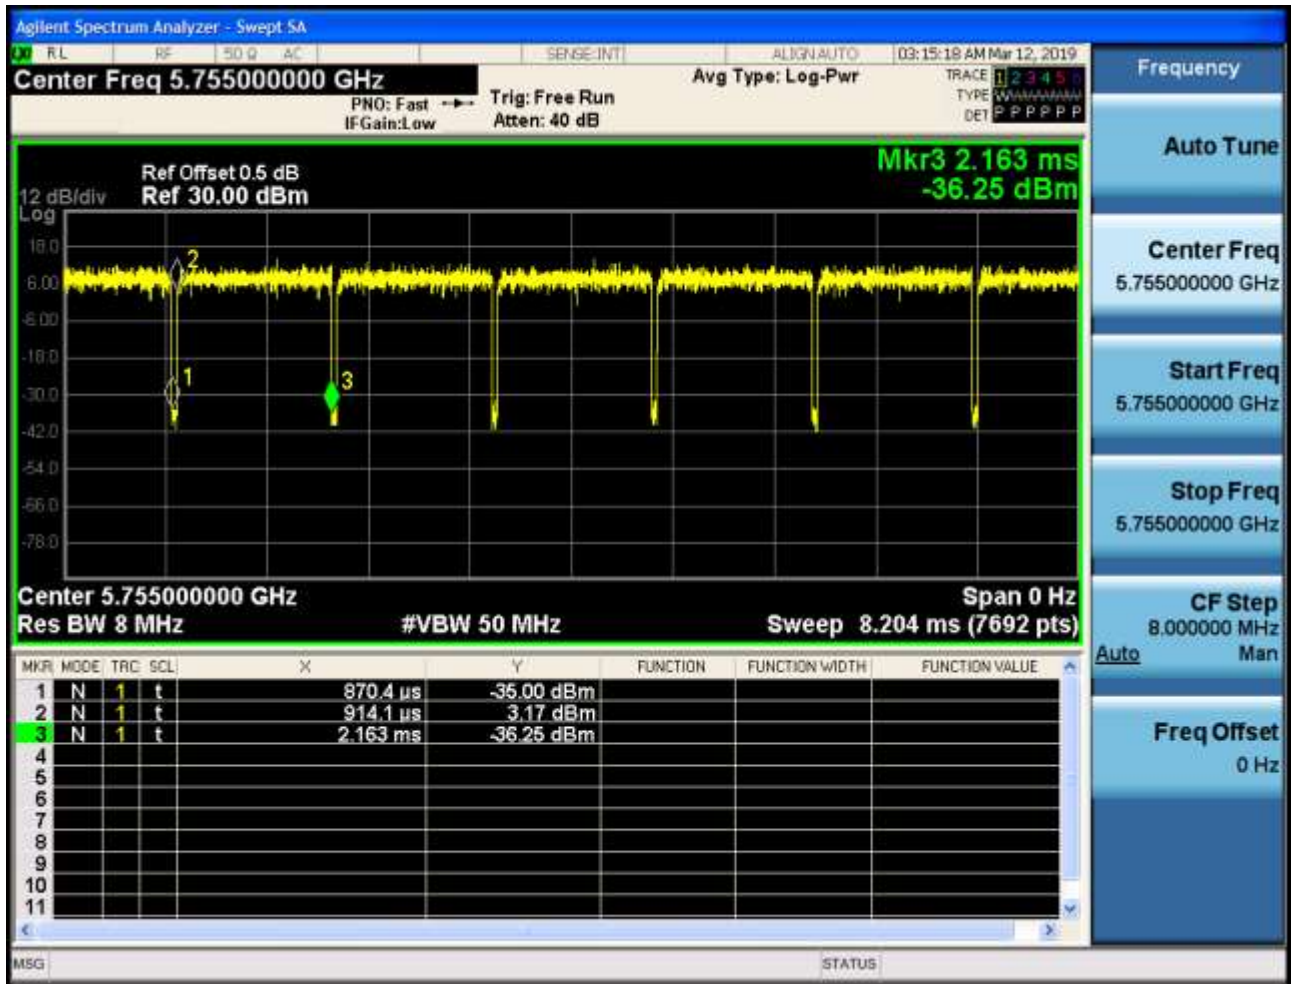 Agilent Spectrum Analyzer - Swept SA
RL RF 50 Ω AC SENSE:INT ALIGN AUTO 03:15:18 AM Mar 12, 2019
Center Freq 5.755000000 GHz
PNO: Fast
IFGain:Low
Trig: Free Run
Atten: 40 dB
Avg Type: Log-Pwr
TRACE 1 2 3 4 5 6
TYPE
DET P P P P P P
Mkr3 2.163 ms
-36.25 dBm
Ref Offset 0.5 dB
12 dB/div Ref 30.00 dBm
Log
18.0
6.00
-6.00
-18.0
-30.0
-42.0
-54.0
-66.0
-78.0
2
1
3
Center 5.755000000 GHz Span 0 Hz
Res BW 8 MHz #VBW 50 MHz Sweep 8.204 ms (7692 pts)
MKR MODE TRC SCL X Y FUNCTION FUNCTION WIDTH FUNCTION VALUE
1 N 1 t 870.4 µs -35.00 dBm
2 N 1 t 914.1 µs 3.17 dBm
3 N 1 t 2.163 ms -36.25 dBm
4
5
6
7
8
9
10
11
MSG STATUS
Frequency
Auto Tune
Center Freq
5.755000000 GHz
Start Freq
5.755000000 GHz
Stop Freq
5.755000000 GHz
CF Step
8.000000 MHz
Auto Man
Freq Offset
0 Hz